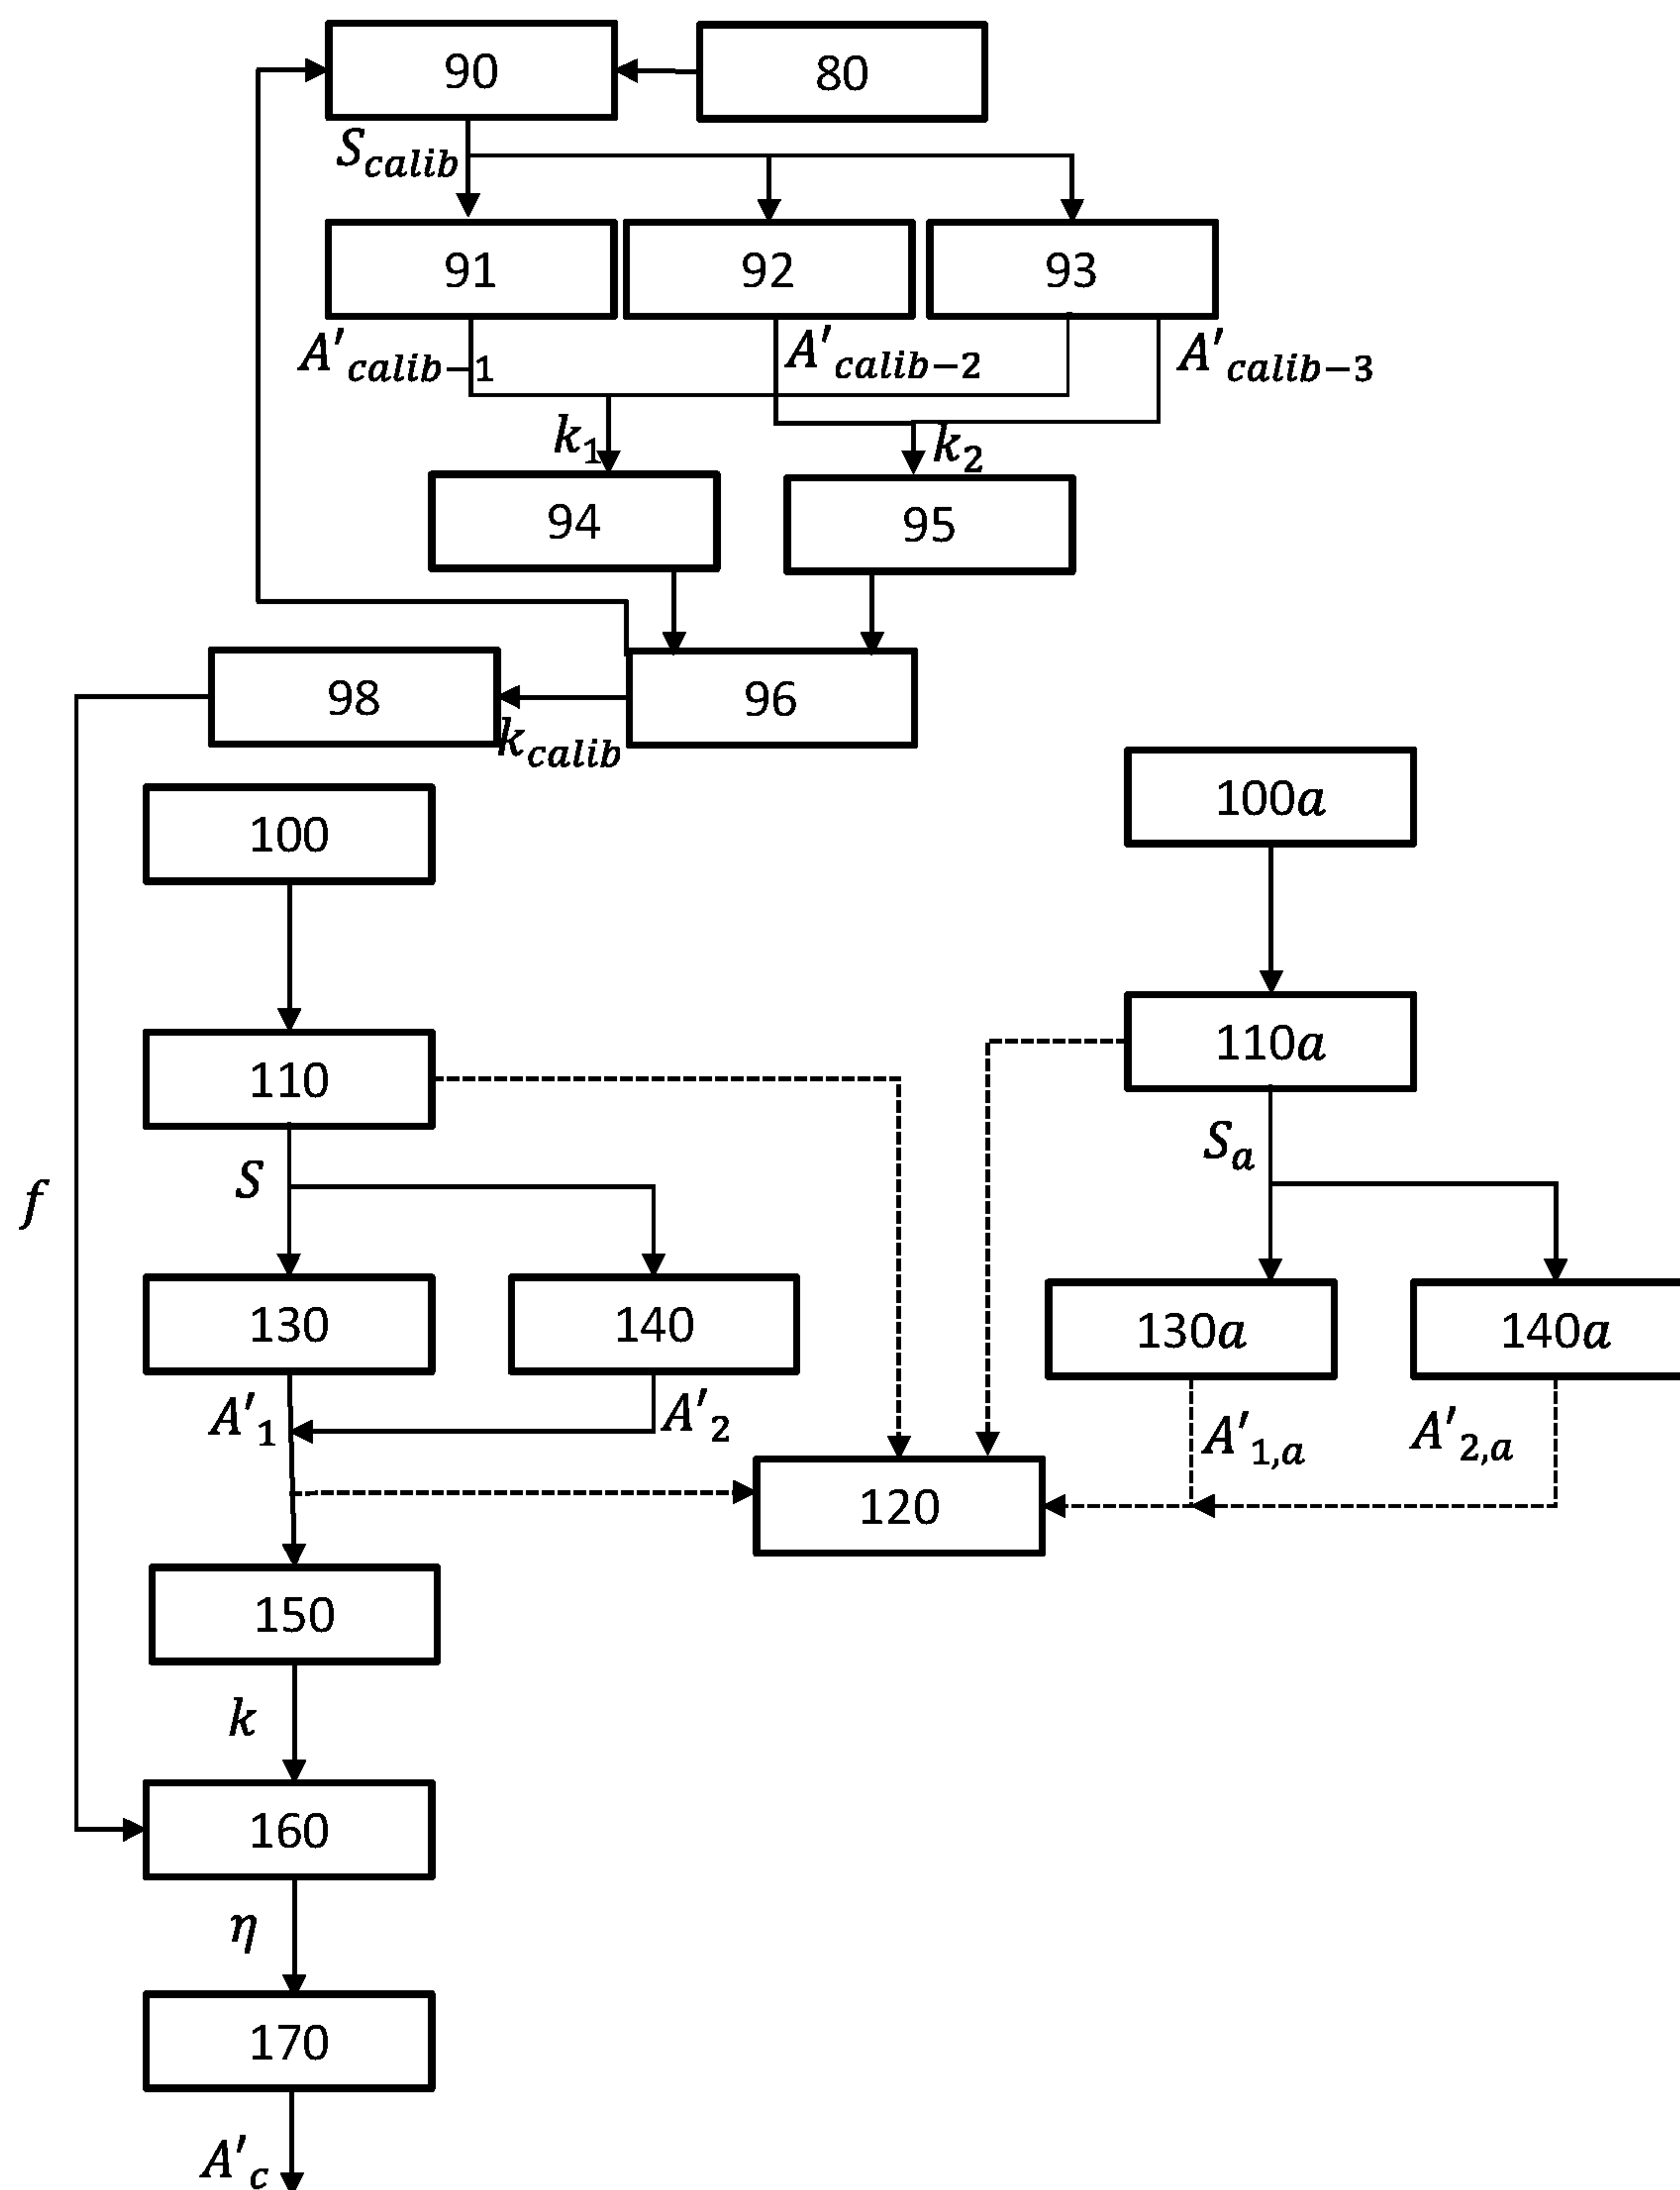 90
80
S_calib
91
92
93
A'_calib−1
A'_calib−2
A'_calib−3
k_1
k_2
94
95
98
96
k_calib
100
100a
110
110a
S
S_a
f
130
140
130a
140a
A'_1
A'_2
A'_1,a
A'_2,a
120
150
k
160
η
170
A'_c